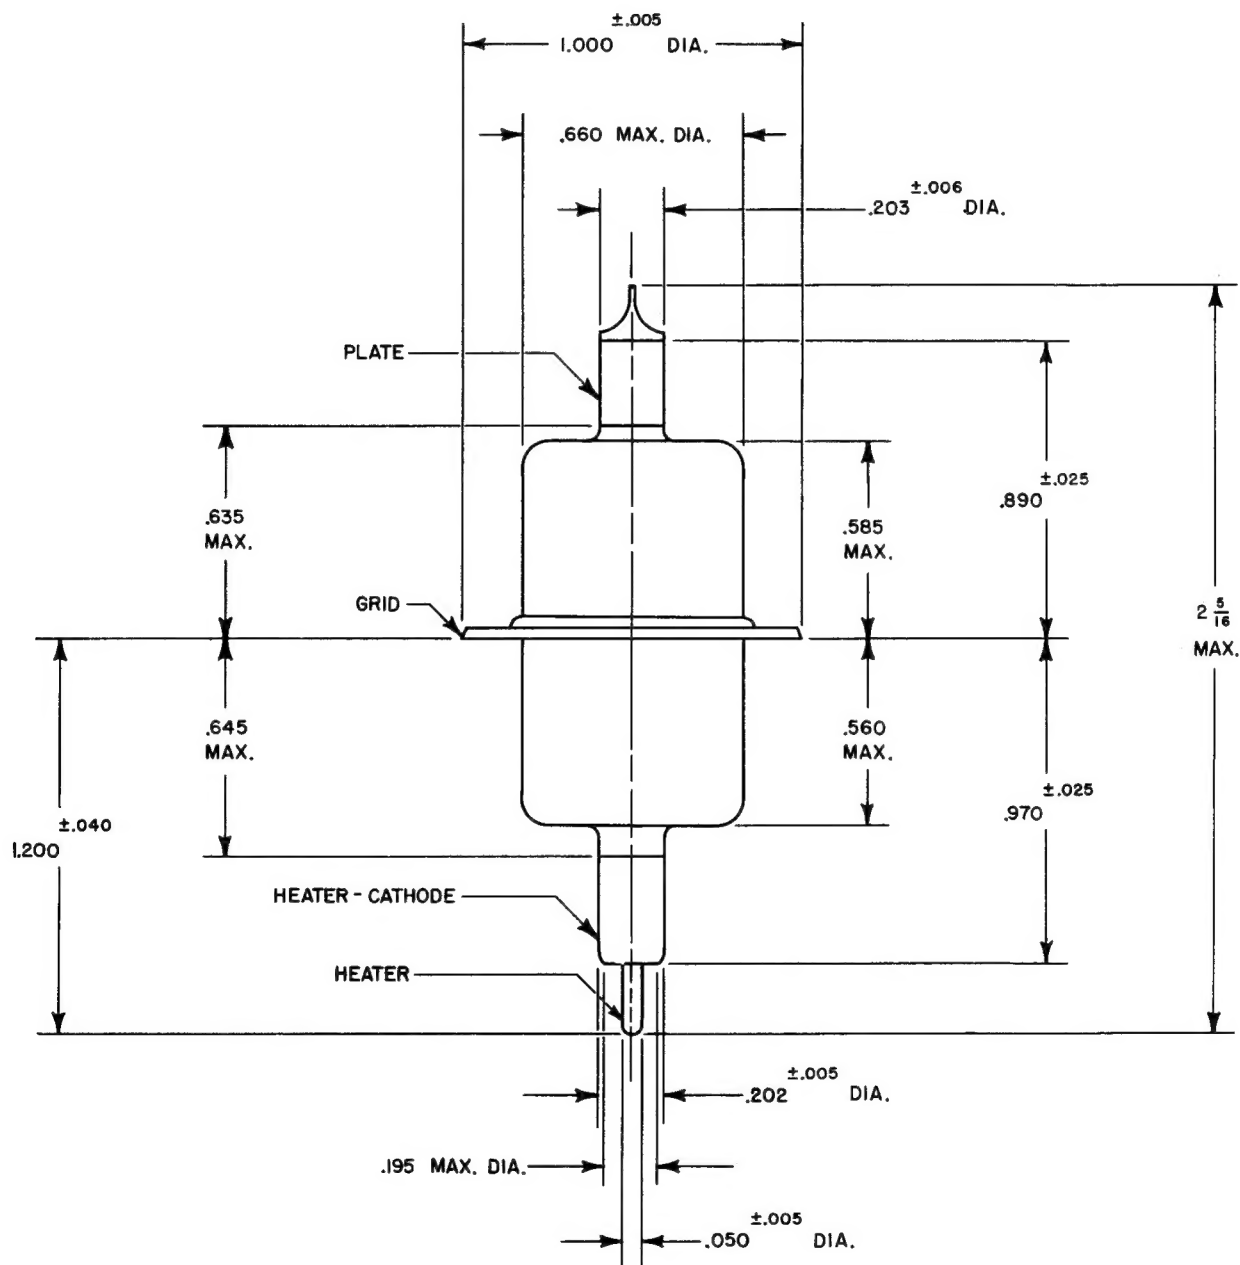 ±.005
1.000 DIA.
.660 MAX. DIA.
±.006
.203 DIA.
PLATE
±.025
.890
.635
MAX.
.585
MAX.
GRID
2 5/16
MAX.
.645
MAX.
.560
MAX.
±.025
.970
±.040
1.200
HEATER - CATHODE
HEATER
±.005
.202 DIA.
.195 MAX. DIA.
±.005
.050 DIA.